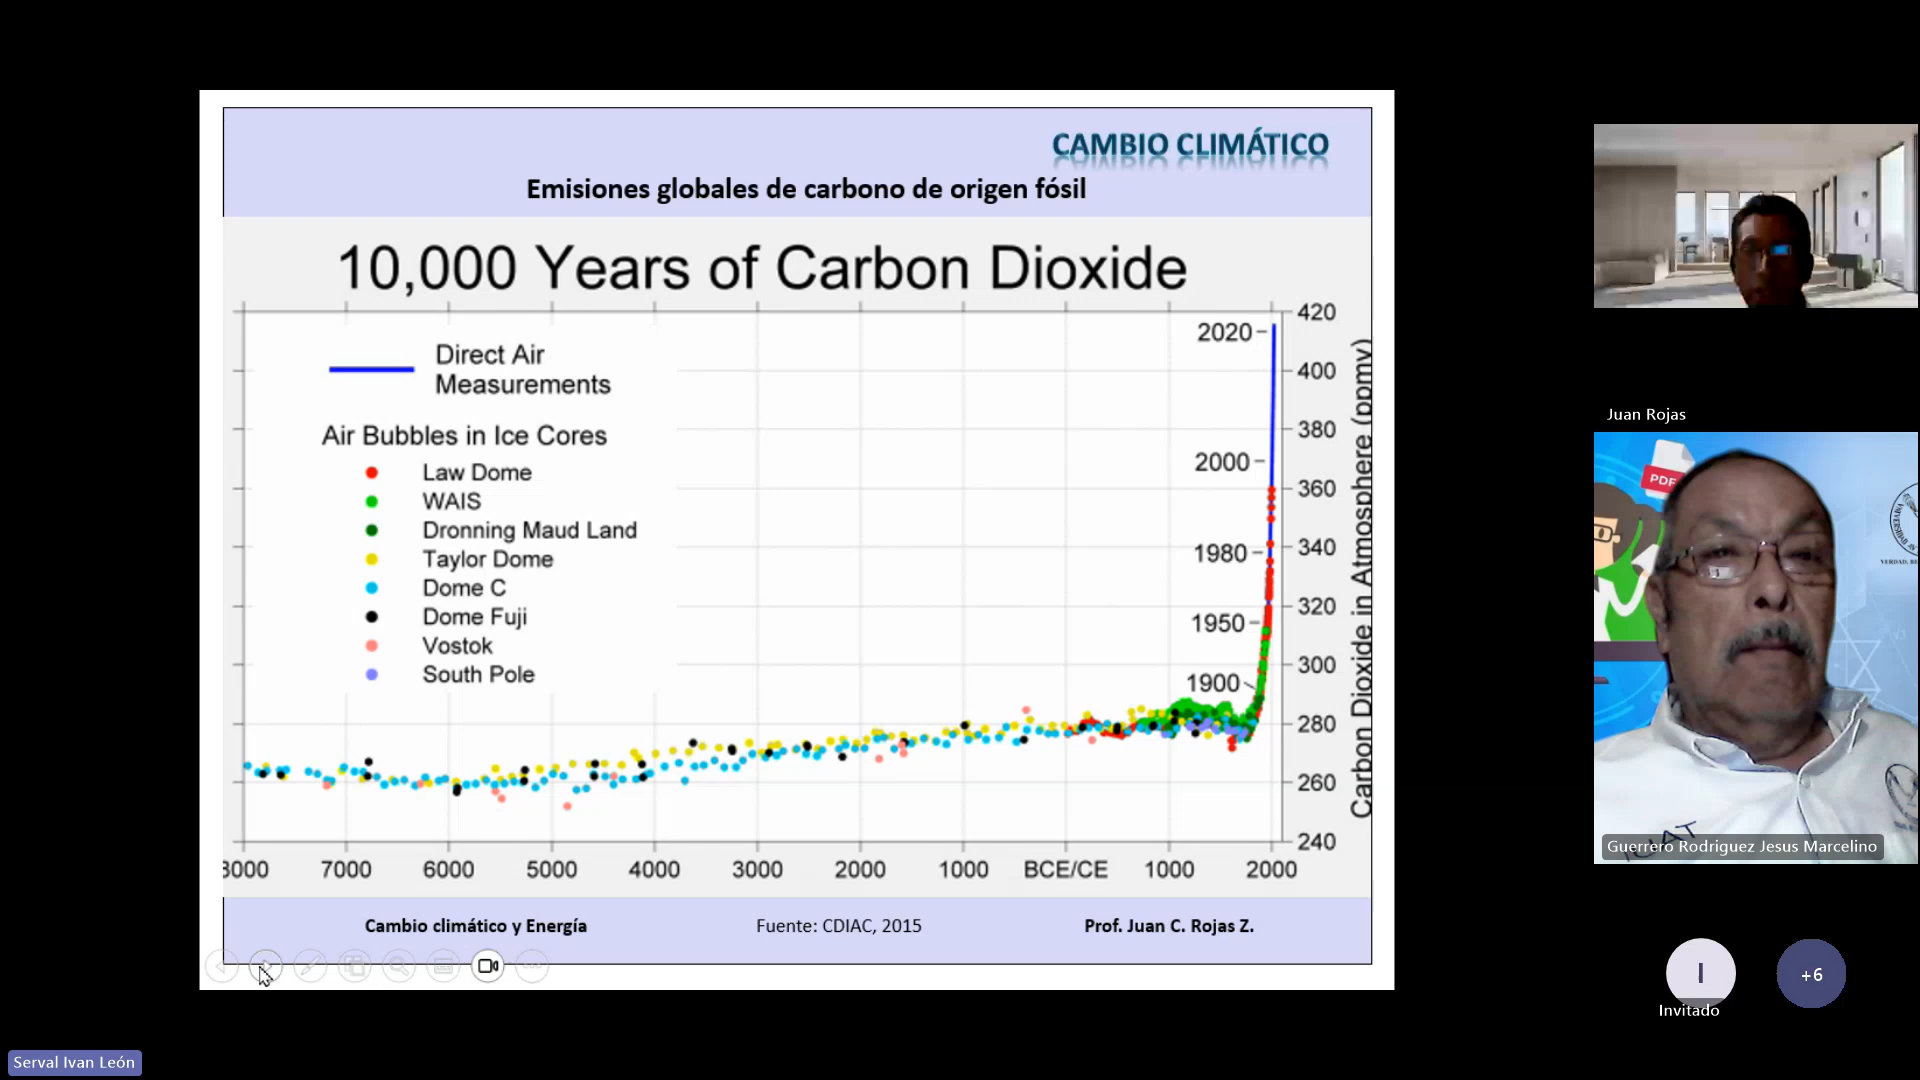 CAMBIO CLIMÁTICO
Emisiones globales de carbono de origen fósil
10,000 Years of Carbon Dioxide
Direct Air
Measurements
Air Bubbles in Ice Cores
Law Dome
WAIS
Dronning Maud Land
Taylor Dome
Dome C
Dome Fuji
Vostok
South Pole
2020
2000
1980
1950
1900
420
400
380
360
340
320
300
280
260
240
Carbon Dioxide in Atmosphere (ppmv)
8000 7000 6000 5000 4000 3000 2000 1000 BCE/CE 1000 2000
Cambio climático y Energía
Fuente: CDIAC, 2015
Prof. Juan C. Rojas Z.
Juan Rojas
PDF
Guerrero Rodriguez Jesus Marcelino
I
Invitado
+6
Serval Ivan León